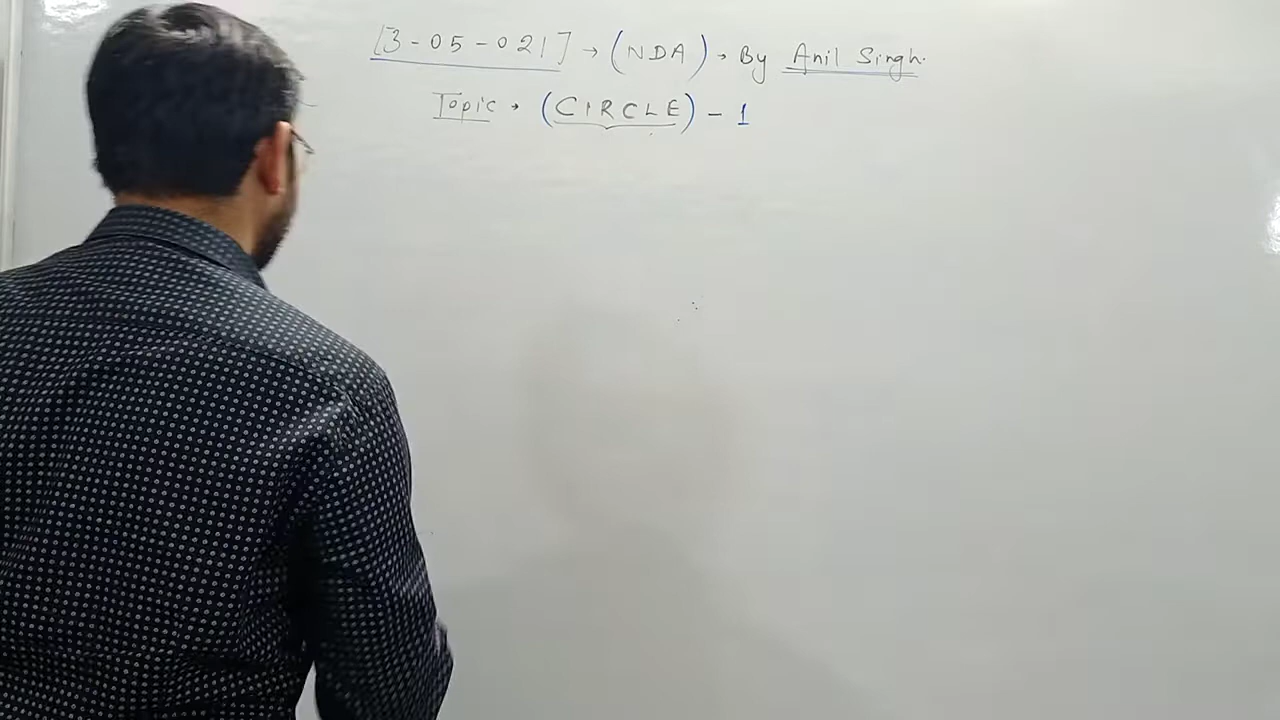 [3-05-021] → (NDA) → By Anil Singh.
Topic → (CIRCLE) - 1